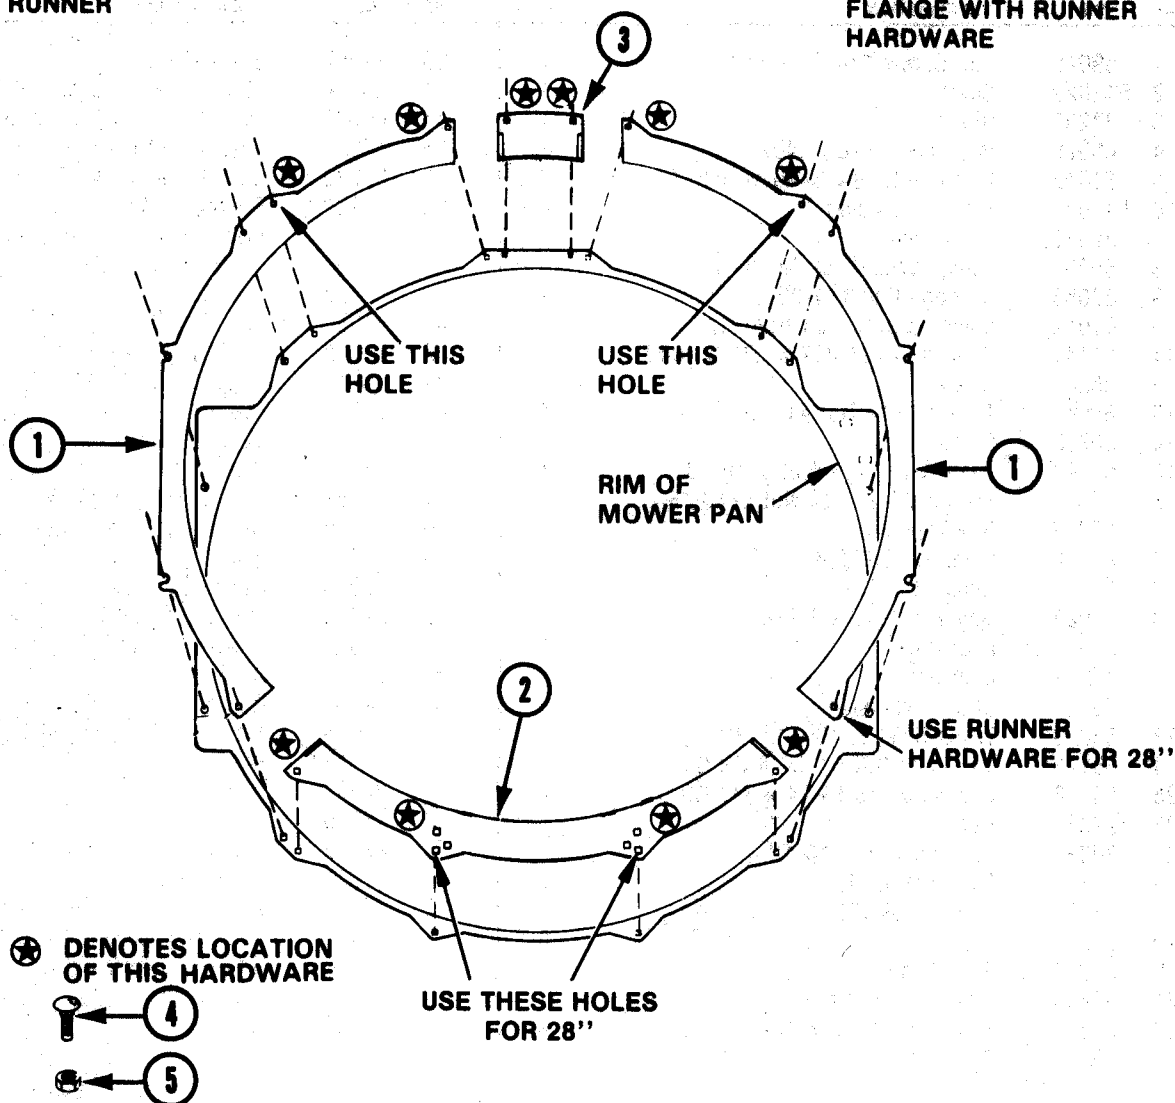 RUNNER
FLANGE WITH RUNNER
HARDWARE
3
USE THIS
HOLE
USE THIS
HOLE
1
1
RIM OF
MOWER PAN
2
USE RUNNER
HARDWARE FOR 28''
DENOTES LOCATION
OF THIS HARDWARE
4
5
USE THESE HOLES
FOR 28''